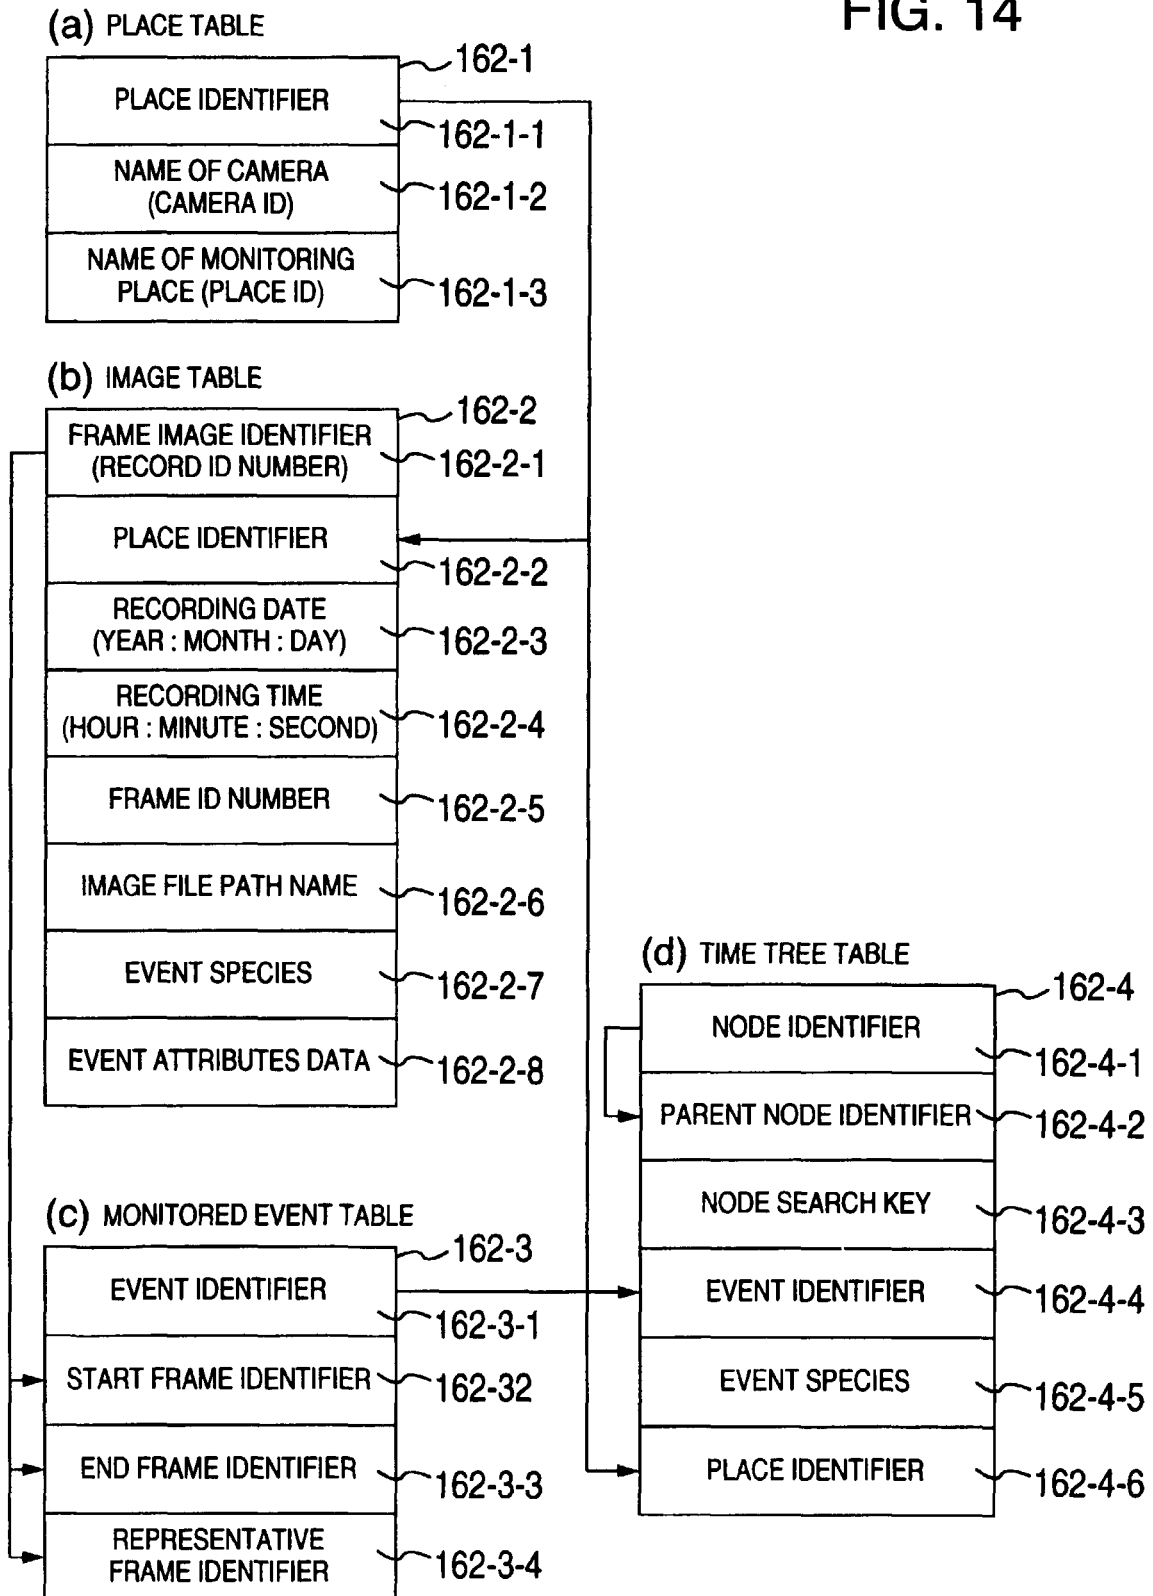 FIG. 14
(a) PLACE TABLE
162-1
PLACE IDENTIFIER
162-1-1
NAME OF CAMERA
(CAMERA ID)
162-1-2
NAME OF MONITORING
PLACE (PLACE ID)
162-1-3
(b) IMAGE TABLE
162-2
FRAME IMAGE IDENTIFIER
(RECORD ID NUMBER)
162-2-1
PLACE IDENTIFIER
162-2-2
RECORDING DATE
(YEAR : MONTH : DAY)
162-2-3
RECORDING TIME
(HOUR : MINUTE : SECOND)
162-2-4
FRAME ID NUMBER
162-2-5
IMAGE FILE PATH NAME
162-2-6
EVENT SPECIES
162-2-7
EVENT ATTRIBUTES DATA
162-2-8
(c) MONITORED EVENT TABLE
162-3
EVENT IDENTIFIER
162-3-1
START FRAME IDENTIFIER
162-32
END FRAME IDENTIFIER
162-3-3
REPRESENTATIVE
FRAME IDENTIFIER
162-3-4
(d) TIME TREE TABLE
162-4
NODE IDENTIFIER
162-4-1
PARENT NODE IDENTIFIER
162-4-2
NODE SEARCH KEY
162-4-3
EVENT IDENTIFIER
162-4-4
EVENT SPECIES
162-4-5
PLACE IDENTIFIER
162-4-6